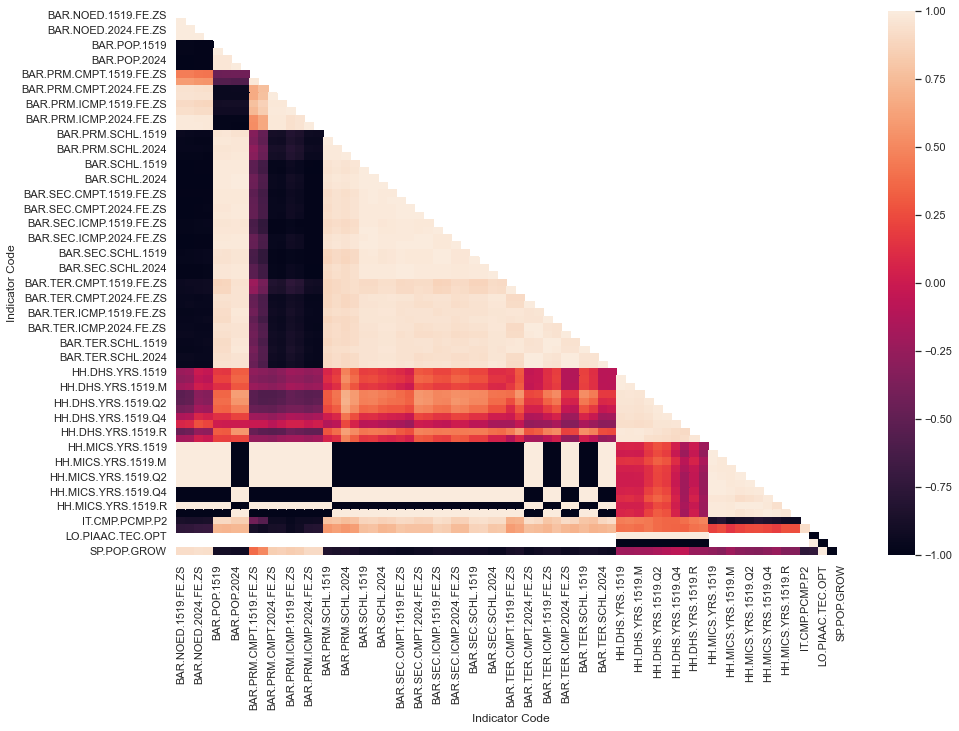 BAR.NOED.1519.FE.ZS
BAR.NOED.2024.FE.ZS
BAR.POP.1519
BAR.POP.2024
BAR.PRM.CMPT.1519.FE.ZS
BAR.PRM.CMPT.2024.FE.ZS
BAR.PRM.ICMP.1519.FE.ZS
BAR.PRM.ICMP.2024.FE.ZS
BAR.PRM.SCHL.1519
BAR.PRM.SCHL.2024
BAR.SCHL.1519
BAR.SCHL.2024
BAR.SEC.CMPT.1519.FE.ZS
BAR.SEC.CMPT.2024.FE.ZS
BAR.SEC.ICMP.1519.FE.ZS
BAR.SEC.ICMP.2024.FE.ZS
BAR.SEC.SCHL.1519
BAR.SEC.SCHL.2024
BAR.TER.CMPT.1519.FE.ZS
BAR.TER.CMPT.2024.FE.ZS
BAR.TER.ICMP.1519.FE.ZS
BAR.TER.ICMP.2024.FE.ZS
BAR.TER.SCHL.1519
BAR.TER.SCHL.2024
HH.DHS.YRS.1519
HH.DHS.YRS.1519.M
HH.DHS.YRS.1519.Q2
HH.DHS.YRS.1519.Q4
HH.DHS.YRS.1519.R
HH.MICS.YRS.1519
HH.MICS.YRS.1519.M
HH.MICS.YRS.1519.Q2
HH.MICS.YRS.1519.Q4
HH.MICS.YRS.1519.R
IT.CMP.PCMP.P2
LO.PIAAC.TEC.OPT
SP.POP.GROW
Indicator Code
BAR.NOED.1519.FE.ZS
BAR.NOED.2024.FE.ZS
BAR.POP.1519
BAR.POP.2024
BAR.PRM.CMPT.1519.FE.ZS
BAR.PRM.CMPT.2024.FE.ZS
BAR.PRM.ICMP.1519.FE.ZS
BAR.PRM.ICMP.2024.FE.ZS
BAR.PRM.SCHL.1519
BAR.PRM.SCHL.2024
BAR.SCHL.1519
BAR.SCHL.2024
BAR.SEC.CMPT.1519.FE.ZS
BAR.SEC.CMPT.2024.FE.ZS
BAR.SEC.ICMP.1519.FE.ZS
BAR.SEC.ICMP.2024.FE.ZS
BAR.SEC.SCHL.1519
BAR.SEC.SCHL.2024
BAR.TER.CMPT.1519.FE.ZS
BAR.TER.CMPT.2024.FE.ZS
BAR.TER.ICMP.1519.FE.ZS
BAR.TER.ICMP.2024.FE.ZS
BAR.TER.SCHL.1519
BAR.TER.SCHL.2024
HH.DHS.YRS.1519
HH.DHS.YRS.1519.M
HH.DHS.YRS.1519.Q2
HH.DHS.YRS.1519.Q4
HH.DHS.YRS.1519.R
HH.MICS.YRS.1519
HH.MICS.YRS.1519.M
HH.MICS.YRS.1519.Q2
HH.MICS.YRS.1519.Q4
HH.MICS.YRS.1519.R
IT.CMP.PCMP.P2
LO.PIAAC.TEC.OPT
SP.POP.GROW
Indicator Code
1.00
0.75
0.50
0.25
0.00
−0.25
−0.50
−0.75
−1.00